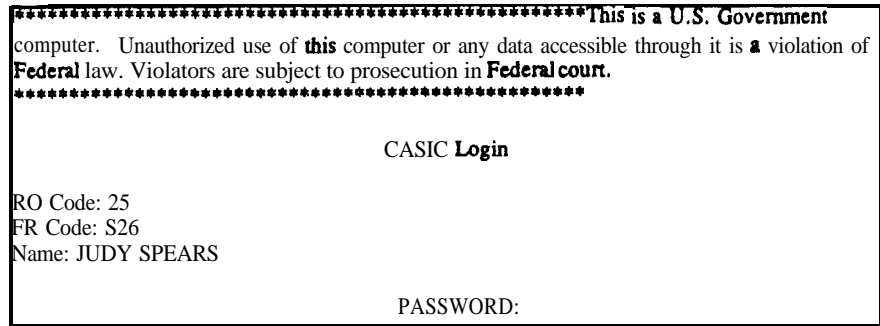 ****************************************************This is a U.S. Government
computer. Unauthorized use of this computer or any data accessible through it is a violation of
Federal law. Violators are subject to prosecution in Federal court.
****************************************************
CASIC Login
RO Code: 25
FR Code: S26
Name: JUDY SPEARS
PASSWORD: